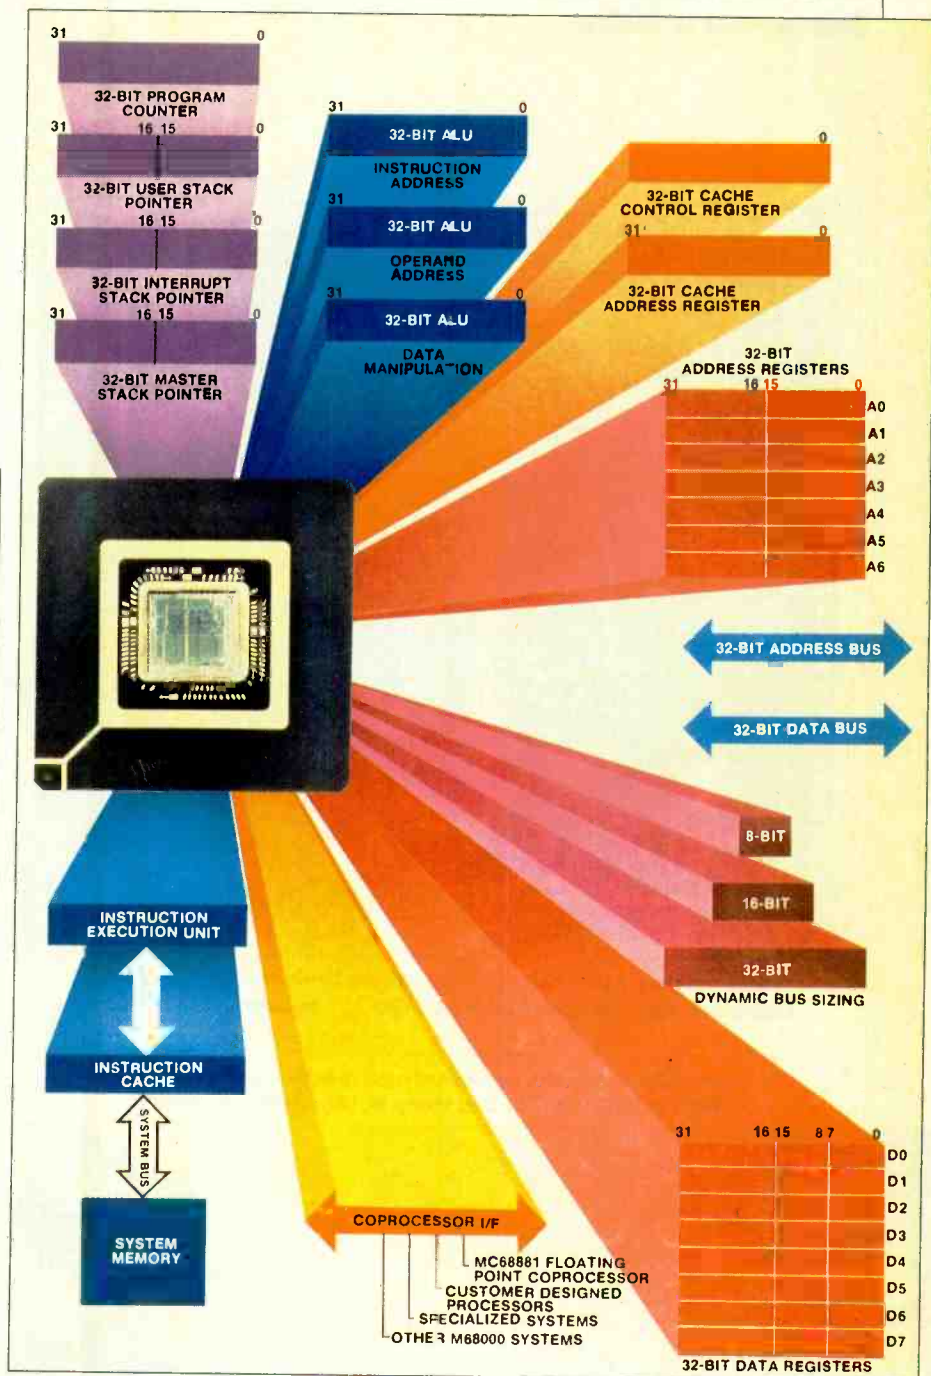 31 0
32-BIT PROGRAM
COUNTER
31 16 15 0
32-BIT USER STACK
POINTER
31 16 15 0
32-BIT INTERRUPT
STACK POINTER
31 16 15 0
32-BIT MASTER
STACK POINTER
31 0
32-BIT ALU
INSTRUCTION
ADDRESS
31 0
32-BIT ALU
OPERAND
ADDRESS
31 0
32-BIT ALU
DATA
MANIPULATION
0
32-BIT CACHE
CONTROL REGISTER
31 0
32-BIT CACHE
ADDRESS REGISTER
32-BIT
ADDRESS REGISTERS
31 16 15 0
A0
A1
A2
A3
A4
A5
A6
32-BIT ADDRESS BUS
32-BIT DATA BUS
8-BIT
16-BIT
32-BIT
DYNAMIC BUS SIZING
INSTRUCTION
EXECUTION UNIT
INSTRUCTION
CACHE
SYSTEM BUS
SYSTEM
MEMORY
COPROCESSOR I/F
MC68881 FLOATING
POINT COPROCESSOR
CUSTOMER DESIGNED
PROCESSORS
SPECIALIZED SYSTEMS
OTHER M68000 SYSTEMS
31 16 15 8 7 0
D0
D1
D2
D3
D4
D5
D6
D7
32-BIT DATA REGISTERS